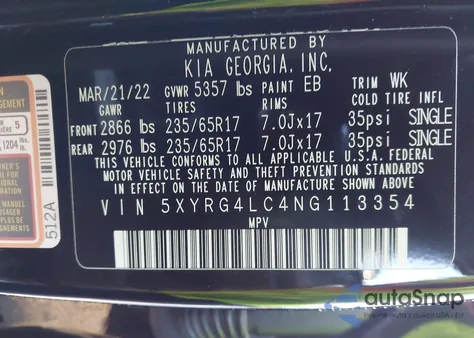 MANUFACTURED BY
KIA GEORGIA, INC.
MAR/21/22 GVWR 5357 lbs PAINT EB TRIM WK
GAWR TIRES RIMS COLD TIRE INFL
FRONT 2866 lbs 235/65R17 7.0Jx17 35psi SINGLE
REAR 2976 lbs 235/65R17 7.0Jx17 35psi SINGLE
THIS VEHICLE CONFORMS TO ALL APPLICABLE U.S.A. FEDERAL
MOTOR VEHICLE SAFETY AND THEFT PREVENTION STANDARDS
IN EFFECT ON THE DATE OF MANUFACTURE SHOWN ABOVE.
VIN 5XYRG4LC4NG113354
MPV
512A
5
1204 lbs.
autoSnap